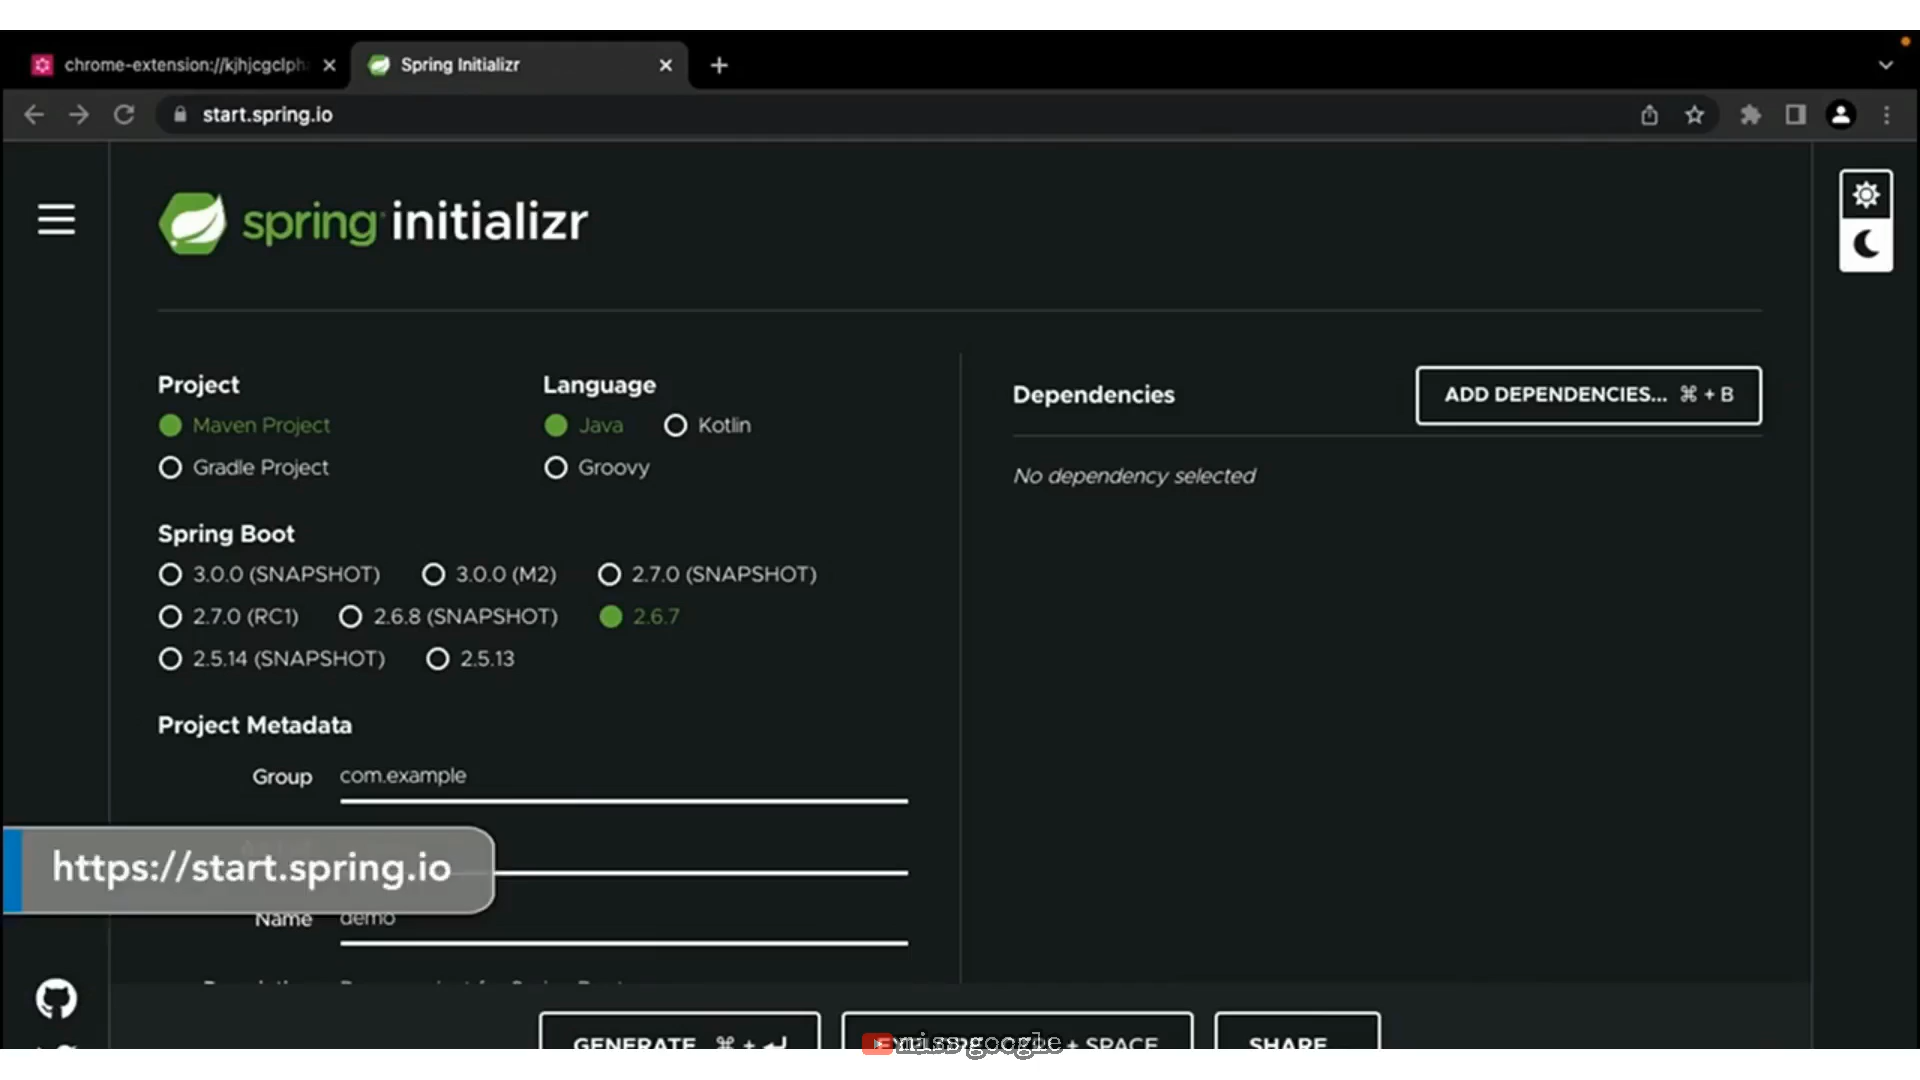 chrome-extension://kjhjcgclph
Spring Initializr
start.spring.io
spring initializr
Project
Language
Dependencies
ADD DEPENDENCIES... ⌘ + B
Maven Project
Java
Kotlin
Gradle Project
Groovy
No dependency selected
Spring Boot
3.0.0 (SNAPSHOT)
3.0.0 (M2)
2.7.0 (SNAPSHOT)
2.7.0 (RC1)
2.6.8 (SNAPSHOT)
2.6.7
2.5.14 (SNAPSHOT)
2.5.13
Project Metadata
Group com.example
https://start.spring.io
Name demo
GENERATE ⌘ + ↵
+ SPACE
SHARE
miss google